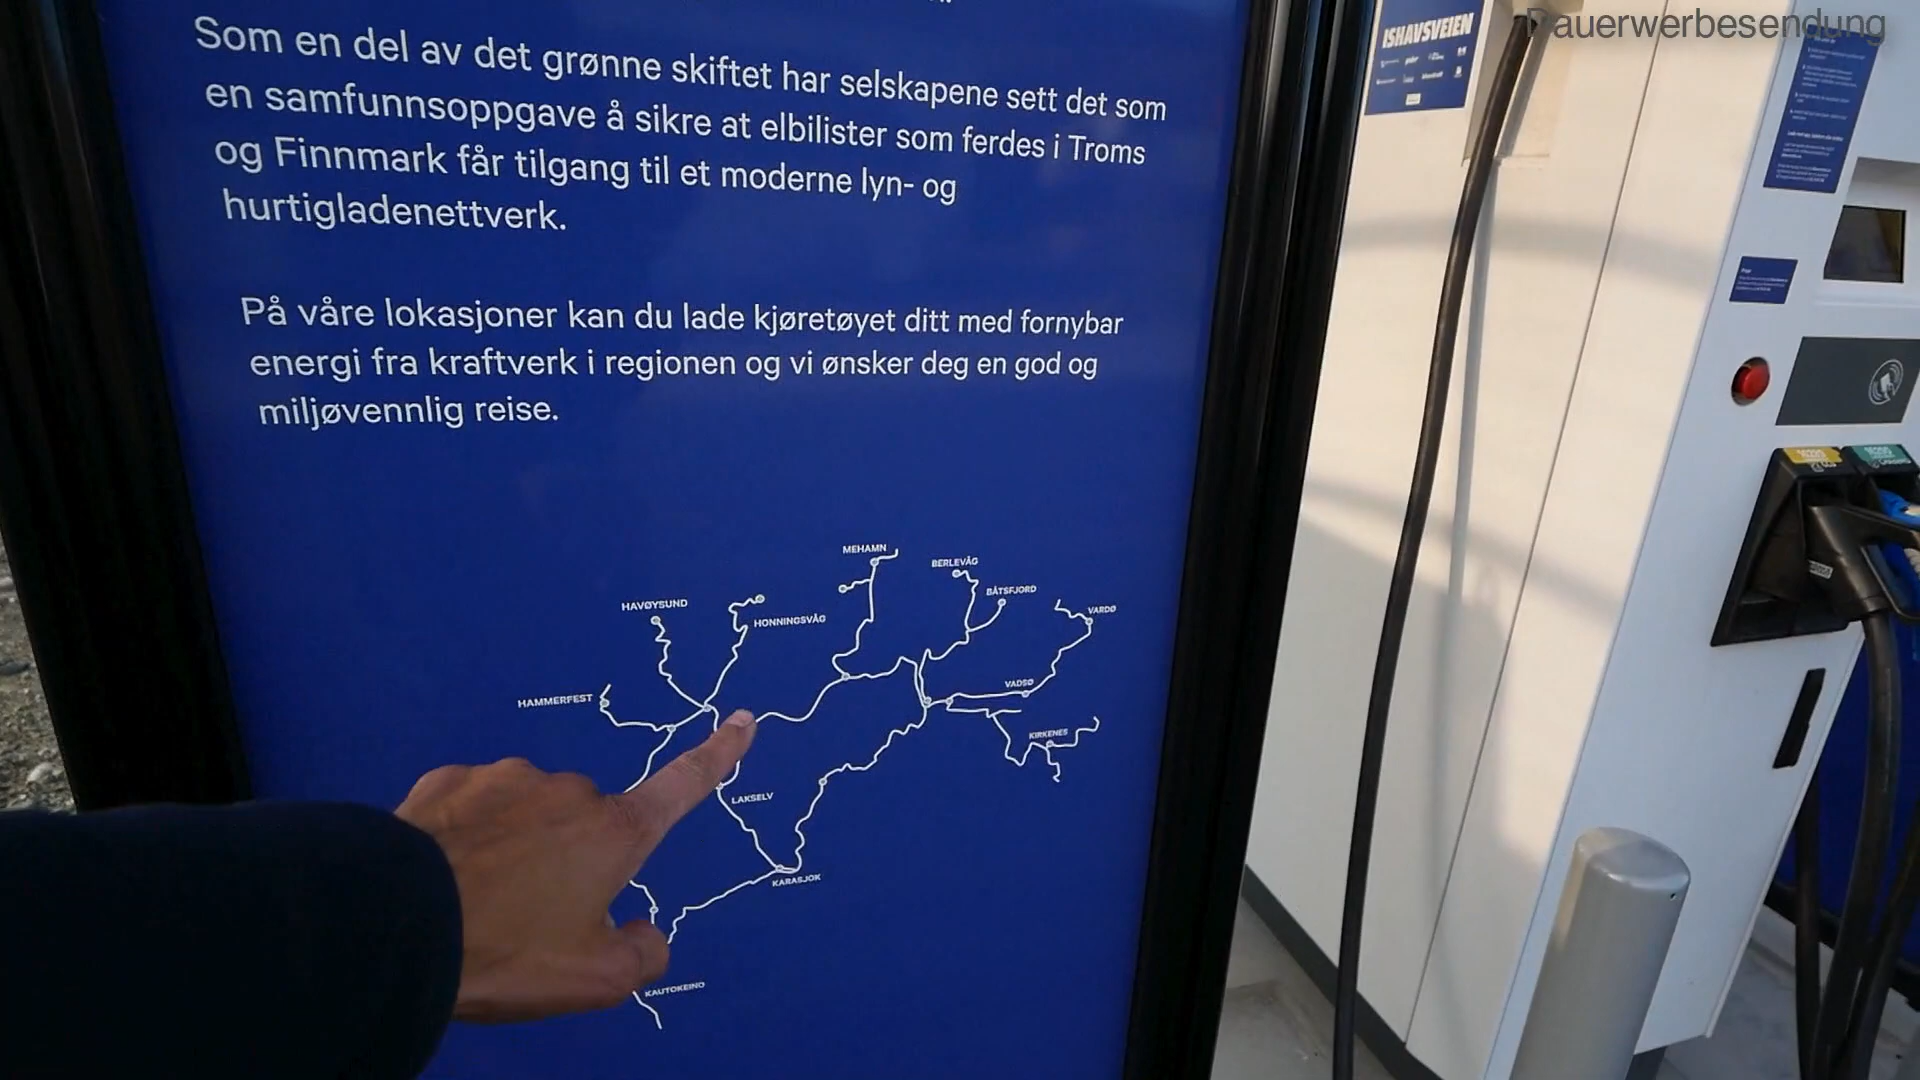 Dauerwerbesendung
Som en del av det grønne skiftet har selskapene sett det som
en samfunnsoppgave å sikre at elbilister som ferdes i Troms
og Finnmark får tilgang til et moderne lyn- og
hurtigladenettverk.
På våre lokasjoner kan du lade kjøretøyet ditt med fornybar
energi fra kraftverk i regionen og vi ønsker deg en god og
miljøvennlig reise.
MEHAMN
BERLEVÅG
BÅTSFJORD
HAVØYSUND
HONNINGSVÅG
VARDØ
HAMMERFEST
VADSØ
KIRKENES
LAKSELV
KARASJOK
KAUTOKEINO
ISHAVSVEIEN